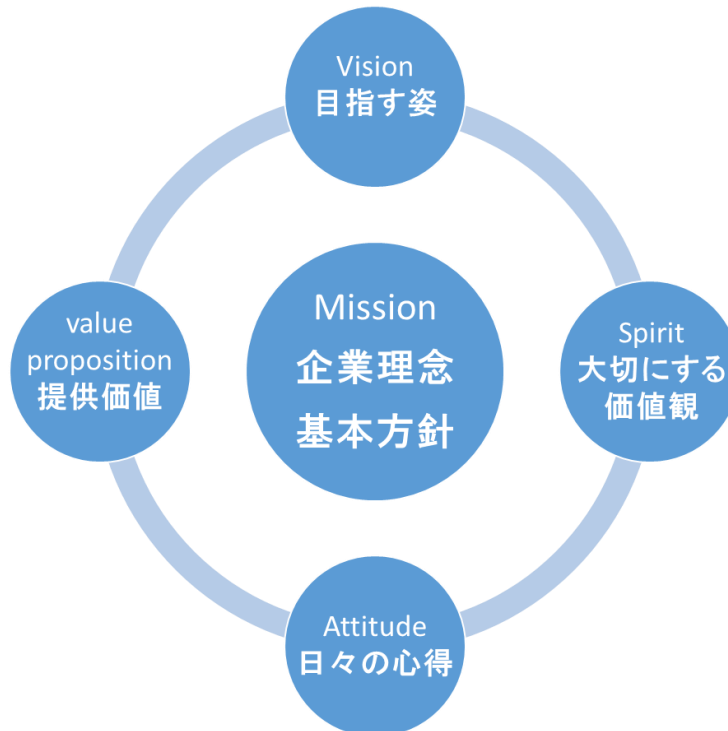 Vision
目指す姿
Mission
企業理念
基本方針
value
proposition
提供価値
Spirit
大切にする
価値観
Attitude
日々の心得